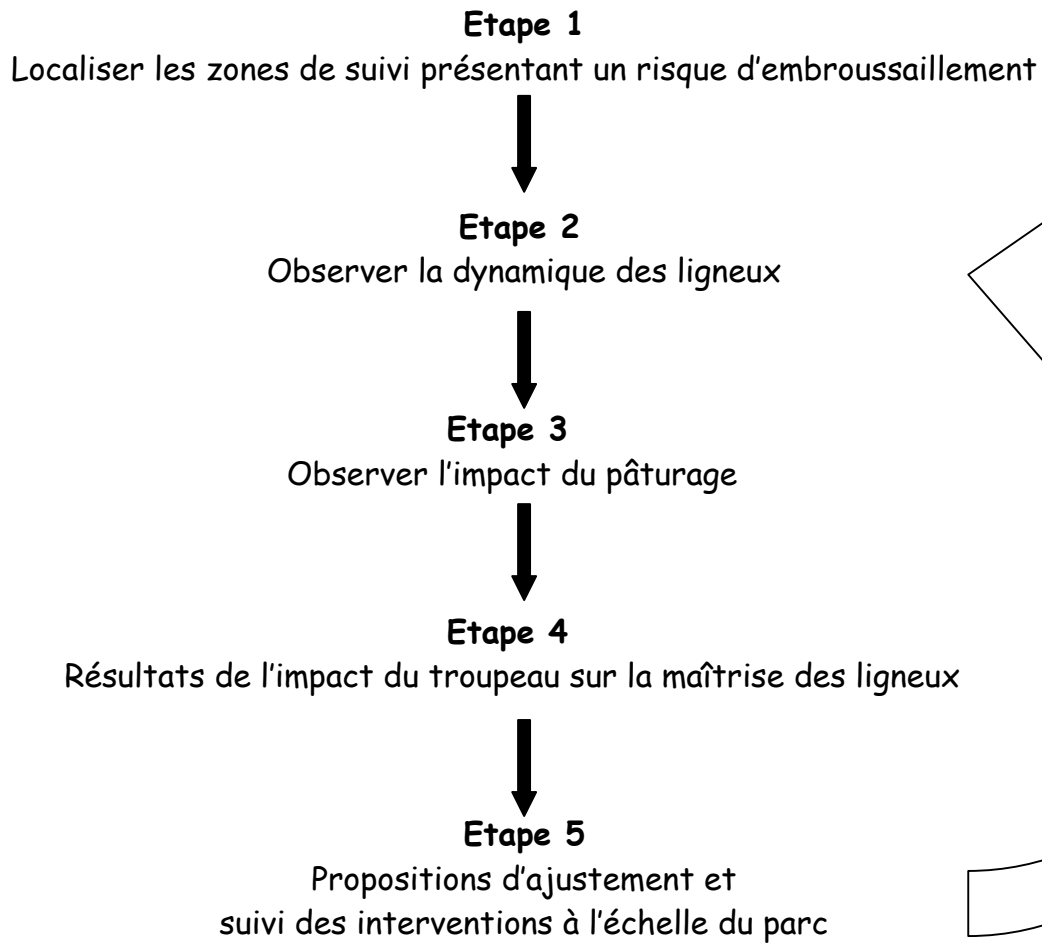 Etape 1
Localiser les zones de suivi présentant un risque d'embroussaillement
Etape 2
Observer la dynamique des ligneux
Etape 3
Observer l'impact du pâturage
Etape 4
Résultats de l'impact du troupeau sur la maîtrise des ligneux
Etape 5
Propositions d'ajustement et
suivi des interventions à l'échelle du parc